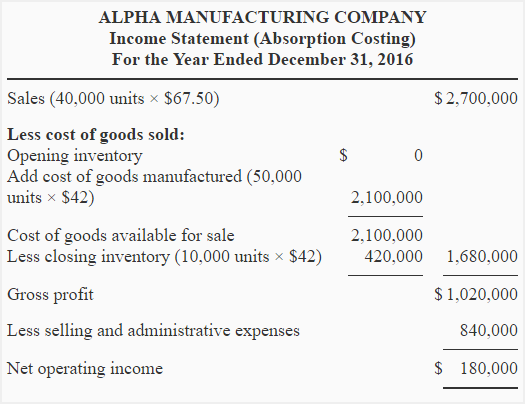 ALPHA MANUFACTURING COMPANY
Income Statement (Absorption Costing)
For the Year Ended December 31, 2016
Sales (40,000 units × $67.50) $ 2,700,000
Less cost of goods sold:
Opening inventory $ 0
Add cost of goods manufactured (50,000
units × $42) 2,100,000
Cost of goods available for sale 2,100,000
Less closing inventory (10,000 units × $42) 420,000 1,680,000
Gross profit $ 1,020,000
Less selling and administrative expenses 840,000
Net operating income $ 180,000